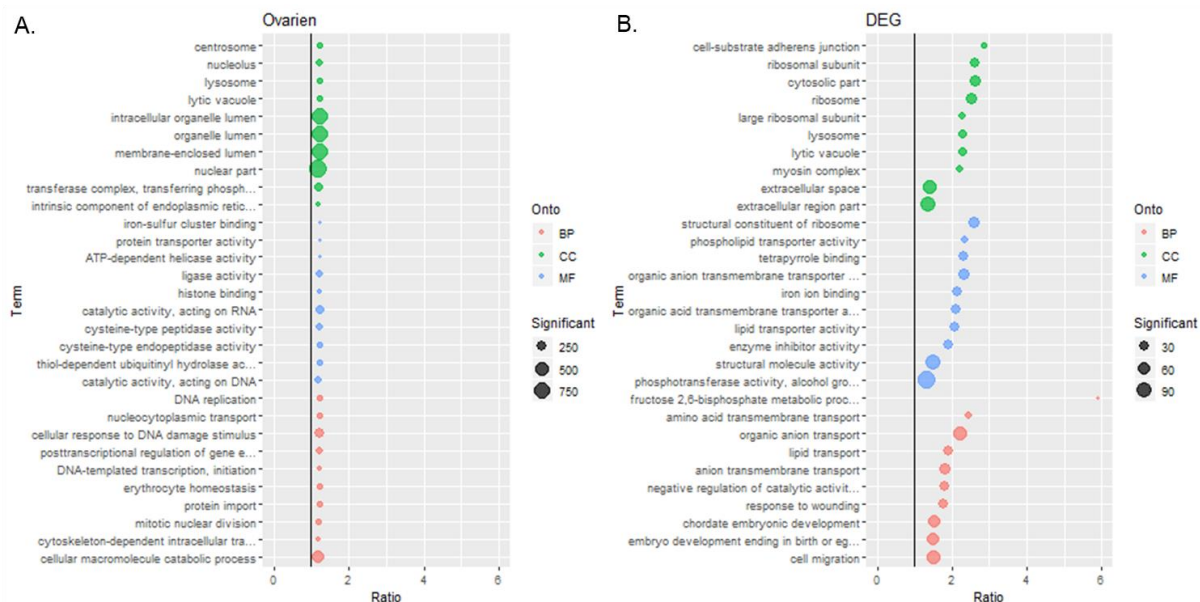 A.
Ovarien
centrosome
nucleolus
lysosome
lytic vacuole
intracellular organelle lumen
organelle lumen
membrane-enclosed lumen
nuclear part
transferase complex, transferring phosph...
intrinsic component of endoplasmic retic...
iron-sulfur cluster binding
protein transporter activity
ATP-dependent helicase activity
ligase activity
histone binding
catalytic activity, acting on RNA
cysteine-type peptidase activity
cysteine-type endopeptidase activity
thiol-dependent ubiquitinyl hydrolase ac...
catalytic activity, acting on DNA
DNA replication
nucleocytoplasmic transport
cellular response to DNA damage stimulus
posttranscriptional regulation of gene e...
DNA-templated transcription, initiation
erythrocyte homeostasis
protein import
mitotic nuclear division
cytoskeleton-dependent intracellular tra...
cellular macromolecule catabolic process
Term
0 2 4 6
Ratio
Onto
BP
CC
MF
Significant
250
500
750
B.
DEG
cell-substrate adherens junction
ribosomal subunit
cytosolic part
ribosome
large ribosomal subunit
lysosome
lytic vacuole
myosin complex
extracellular space
extracellular region part
structural constituent of ribosome
phospholipid transporter activity
tetrapyrrole binding
organic anion transmembrane transporter ...
iron ion binding
organic acid transmembrane transporter a...
lipid transporter activity
enzyme inhibitor activity
structural molecule activity
phosphotransferase activity, alcohol gro...
fructose 2,6-bisphosphate metabolic proc...
amino acid transmembrane transport
organic anion transport
lipid transport
anion transmembrane transport
negative regulation of catalytic activit...
response to wounding
chordate embryonic development
embryo development ending in birth or eg...
cell migration
Term
0 2 4 6
Ratio
Onto
BP
CC
MF
Significant
30
60
90